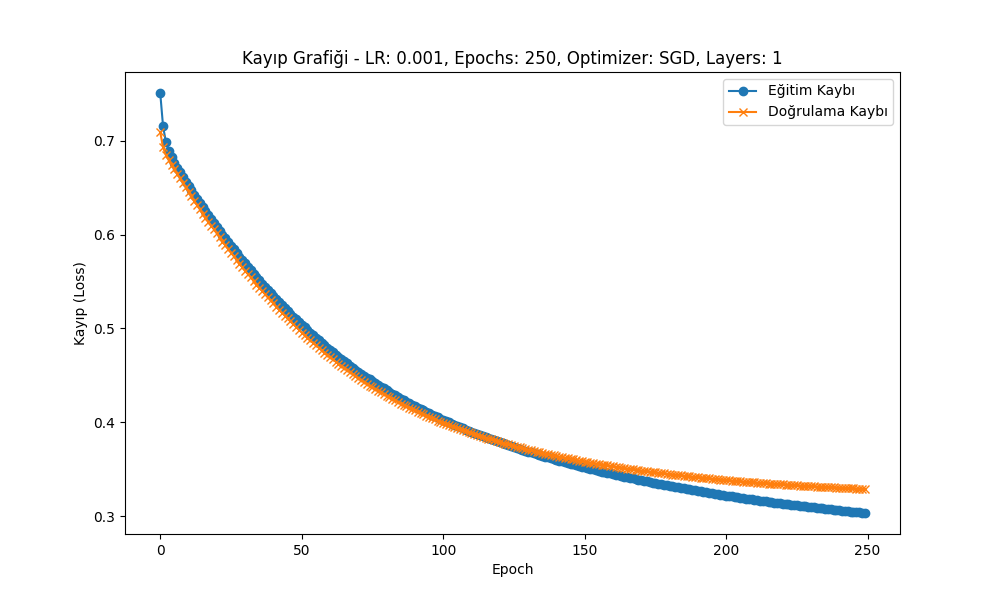 Kayıp Grafiği - LR: 0.001, Epochs: 250, Optimizer: SGD, Layers: 1
Eğitim Kaybı
Doğrulama Kaybı
Kayıp (Loss)
0.7
0.6
0.5
0.4
0.3
0 50 100 150 200 250
Epoch